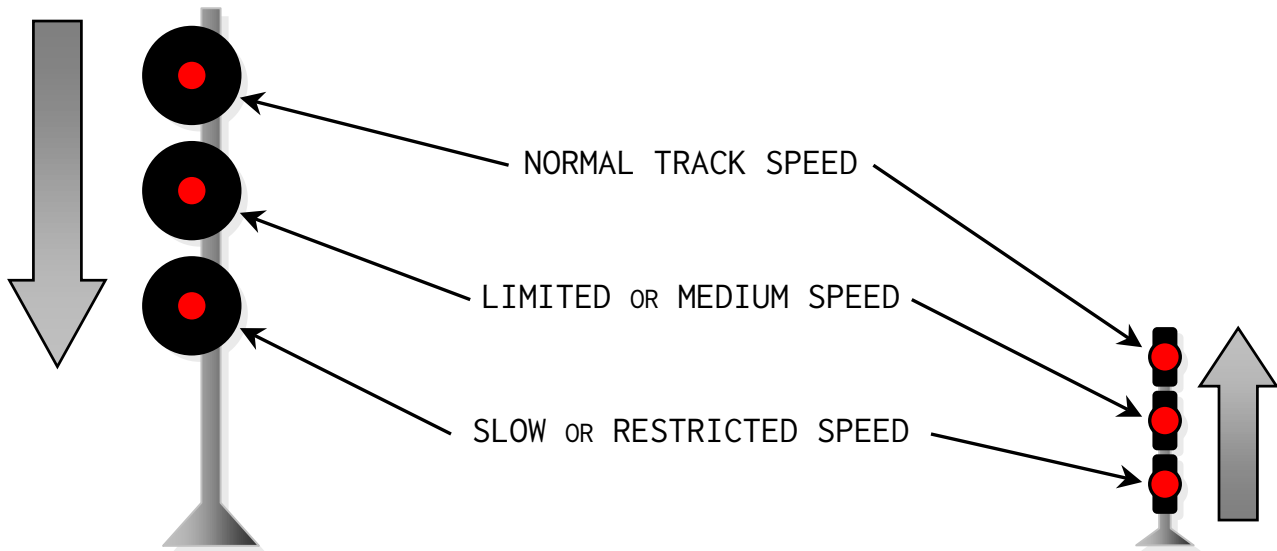 NORMAL TRACK SPEED
LIMITED OR MEDIUM SPEED
SLOW OR RESTRICTED SPEED